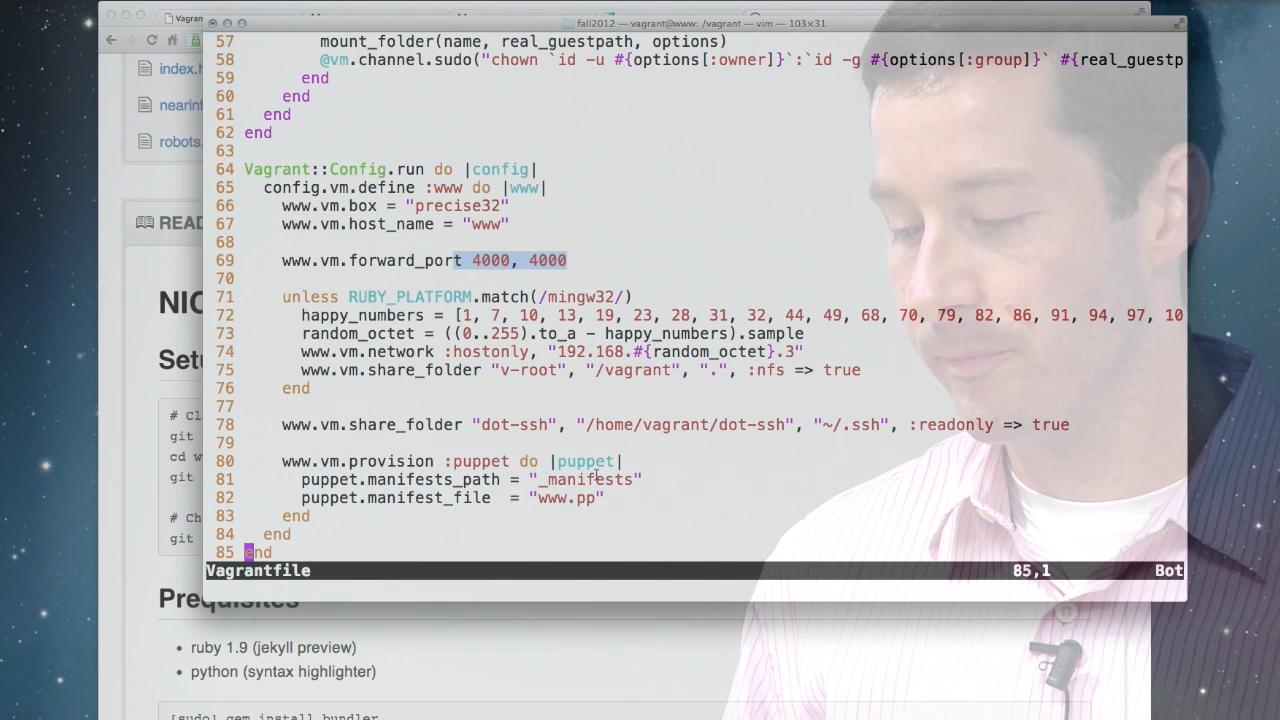 Vagran
fall2012 — vagrant@www: /vagrant — vim — 103×31
index.h
nearinf
robots.
READ
NIC
Setu
# Cl
git
cd w
# Ch
git
57 mount_folder(name, real_guestpath, options)
58 @vm.channel.sudo("chown `id -u #{options[:owner]}`:`id -g #{options[:group]}` #{real_guestp
59 end
60 end
61 end
62 end
63
64 Vagrant::Config.run do |config|
65 config.vm.define :www do |www|
66 www.vm.box = "precise32"
67 www.vm.host_name = "www"
68
69 www.vm.forward_port 4000, 4000
70
71 unless RUBY_PLATFORM.match(/mingw32/)
72 happy_numbers = [1, 7, 10, 13, 19, 23, 28, 31, 32, 44, 49, 68, 70, 79, 82, 86, 91, 94, 97, 10
73 random_octet = ((0..255).to_a - happy_numbers).sample
74 www.vm.network :hostonly, "192.168.#{random_octet}.3"
75 www.vm.share_folder "v-root", "/vagrant", ".", :nfs => true
76 end
77
78 www.vm.share_folder "dot-ssh", "/home/vagrant/dot-ssh", "~/.ssh", :readonly => true
79
80 www.vm.provision :puppet do |puppet|
81 puppet.manifests_path = "_manifests"
82 puppet.manifest_file = "www.pp"
83 end
84 end
85 end
Vagrantfile 85,1 Bot
Prequisites
• ruby 1.9 (jekyll preview)
• python (syntax highlighter)
[sudo] gem install bundler